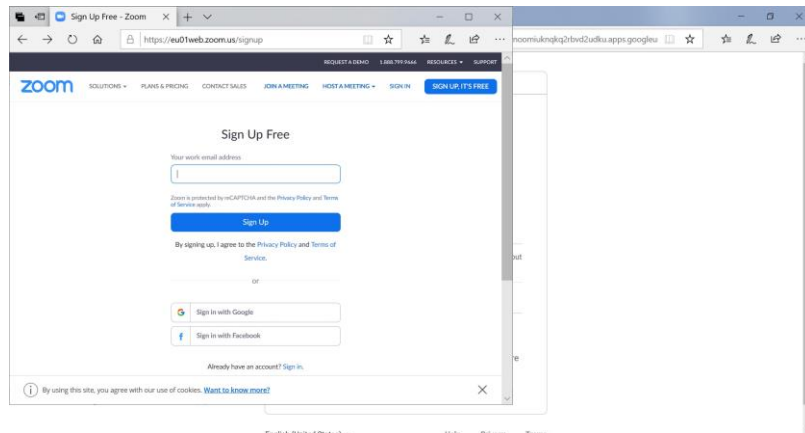 Sign Up Free - Zoom
https://eu01web.zoom.us/signup
noomiuknqkq2rbvd2udku.apps.googleu
REQUEST A DEMO 1.888.799.9666 RESOURCES SUPPORT
zoom SOLUTIONS PLANS & PRICING CONTACT SALES JOIN A MEETING HOST A MEETING SIGN IN SIGN UP, IT'S FREE
Sign Up Free
Your work email address
Zoom is protected by reCAPTCHA and the Privacy Policy and Terms
of Service apply.
Sign Up
By signing up, I agree to the Privacy Policy and Terms of
Service.
out
or
Sign in with Google
Sign in with Facebook
re
Already have an account? Sign in.
By using this site, you agree with our use of cookies. Want to know more?